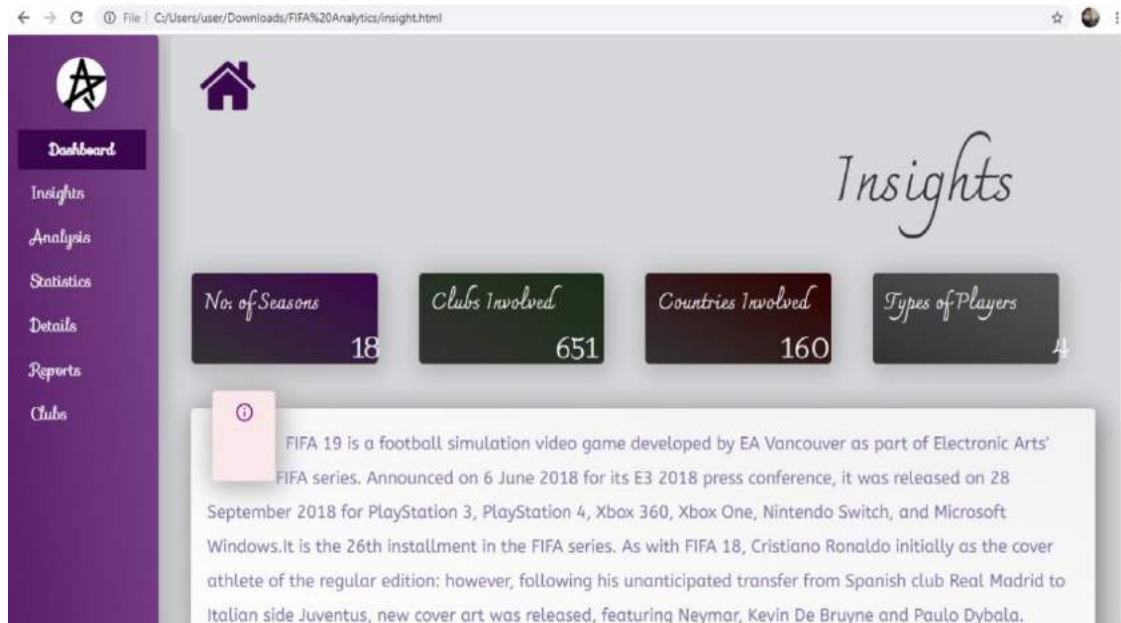 File | C:/Users/user/Downloads/FIFA%20Analytics/insight.html
Dashboard
Insights
Analysis
Statistics
Details
Reports
Clubs
Insights
No: of Seasons
18
Clubs Involved
651
Countries Involved
160
Types of Players
4
FIFA 19 is a football simulation video game developed by EA Vancouver as part of Electronic Arts'
FIFA series. Announced on 6 June 2018 for its E3 2018 press conference, it was released on 28
September 2018 for PlayStation 3, PlayStation 4, Xbox 360, Xbox One, Nintendo Switch, and Microsoft
Windows.It is the 26th installment in the FIFA series. As with FIFA 18, Cristiano Ronaldo initially as the cover
athlete of the regular edition: however, following his unanticipated transfer from Spanish club Real Madrid to
Italian side Juventus, new cover art was released, featuring Neymar, Kevin De Bruyne and Paulo Dybala.